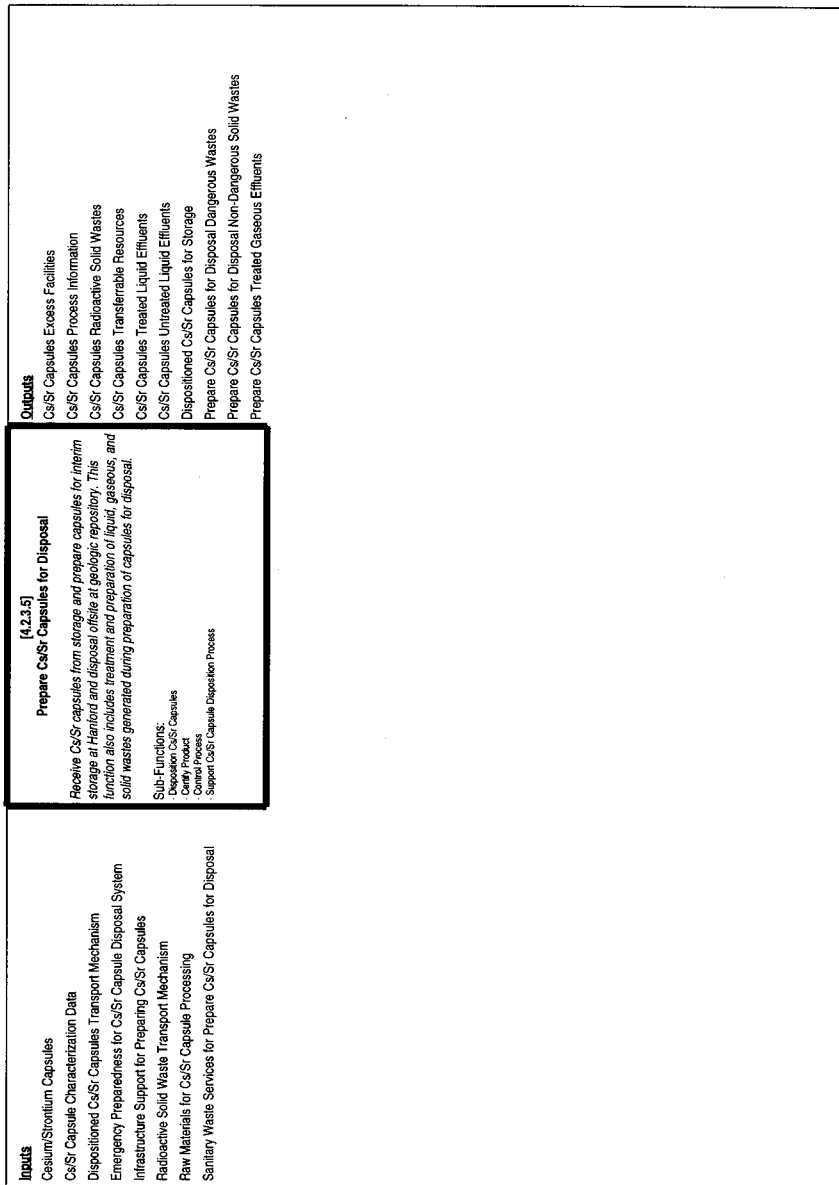 Inputs
Cesium/Strontium Capsules
Cs/Sr Capsule Characterization Data
Dispositioned Cs/Sr Capsules Transport Mechanism
Emergency Preparedness for Cs/Sr Capsule Disposal System
Infrastructure Support for Preparing Cs/Sr Capsules
Radioactive Solid Waste Transport Mechanism
Raw Materials for Cs/Sr Capsule Processing
Sanitary Waste Services for Prepare Cs/Sr Capsules for Disposal
[4.2.3.5]
Prepare Cs/Sr Capsules for Disposal
Receive Cs/Sr capsules from storage and prepare capsules for interim
storage at Hanford and disposal offsite at geologic repository. This
function also includes treatment and preparation of liquid, gaseous, and
solid wastes generated during preparation of capsules for disposal.
Sub-Functions:
- Disposition Cs/Sr Capsules
- Certify Product
- Control Process
- Support Cs/Sr Capsule Disposition Process
Outputs
Cs/Sr Capsules Excess Facilities
Cs/Sr Capsules Process Information
Cs/Sr Capsules Radioactive Solid Wastes
Cs/Sr Capsules Transferrable Resources
Cs/Sr Capsules Treated Liquid Effluents
Cs/Sr Capsules Untreated Liquid Effluents
Dispositioned Cs/Sr Capsules for Storage
Prepare Cs/Sr Capsules for Disposal Dangerous Wastes
Prepare Cs/Sr Capsules for Disposal Non-Dangerous Solid Wastes
Prepare Cs/Sr Capsules Treated Gaseous Effluents